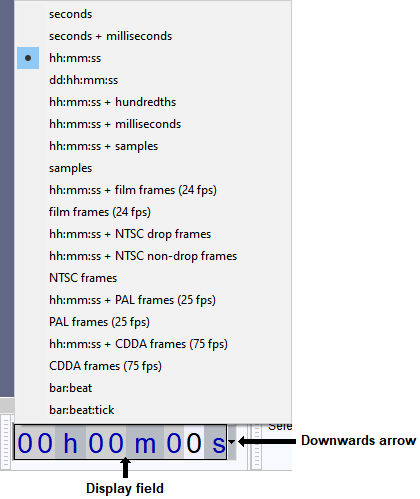 seconds
seconds + milliseconds
hh:mm:ss
dd:hh:mm:ss
hh:mm:ss + hundredths
hh:mm:ss + milliseconds
hh:mm:ss + samples
samples
hh:mm:ss + film frames (24 fps)
film frames (24 fps)
hh:mm:ss + NTSC drop frames
hh:mm:ss + NTSC non-drop frames
NTSC frames
hh:mm:ss + PAL frames (25 fps)
PAL frames (25 fps)
hh:mm:ss + CDDA frames (75 fps)
CDDA frames (75 fps)
bar:beat
bar:beat:tick
00 h 00 m 00 s
Downwards arrow
Display field